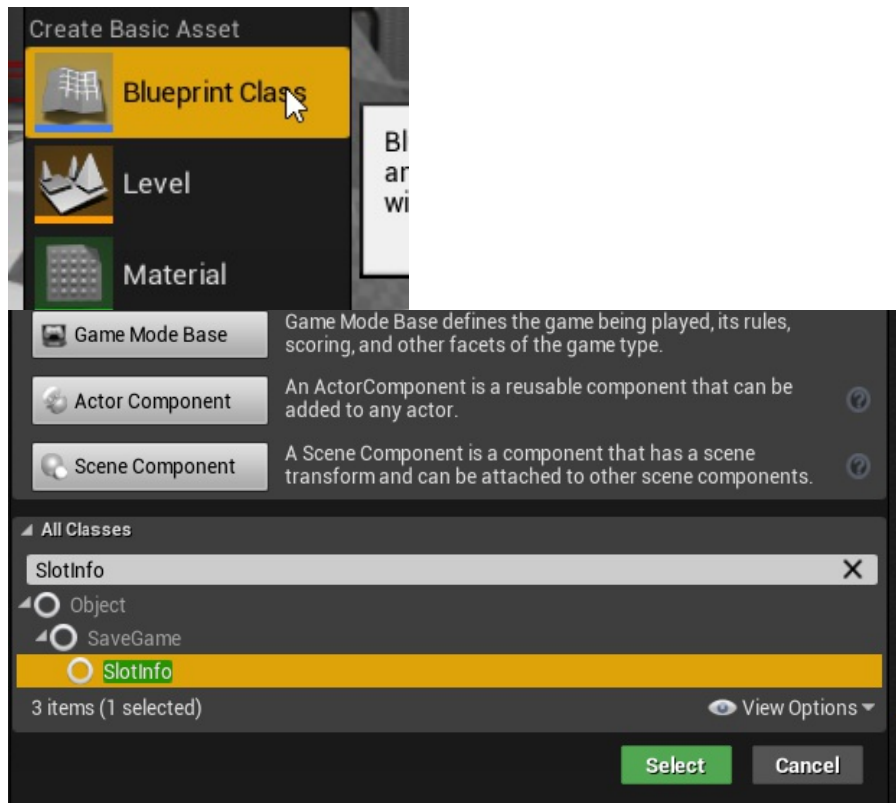 Create Basic Asset
Blueprint Class
Level
Material
Game Mode Base
Game Mode Base defines the game being played, its rules,
scoring, and other facets of the game type.
Actor Component
An ActorComponent is a reusable component that can be
added to any actor.
Scene Component
A Scene Component is a component that has a scene
transform and can be attached to other scene components.
All Classes
SlotInfo
Object
SaveGame
SlotInfo
3 items (1 selected)
View Options
Select Cancel